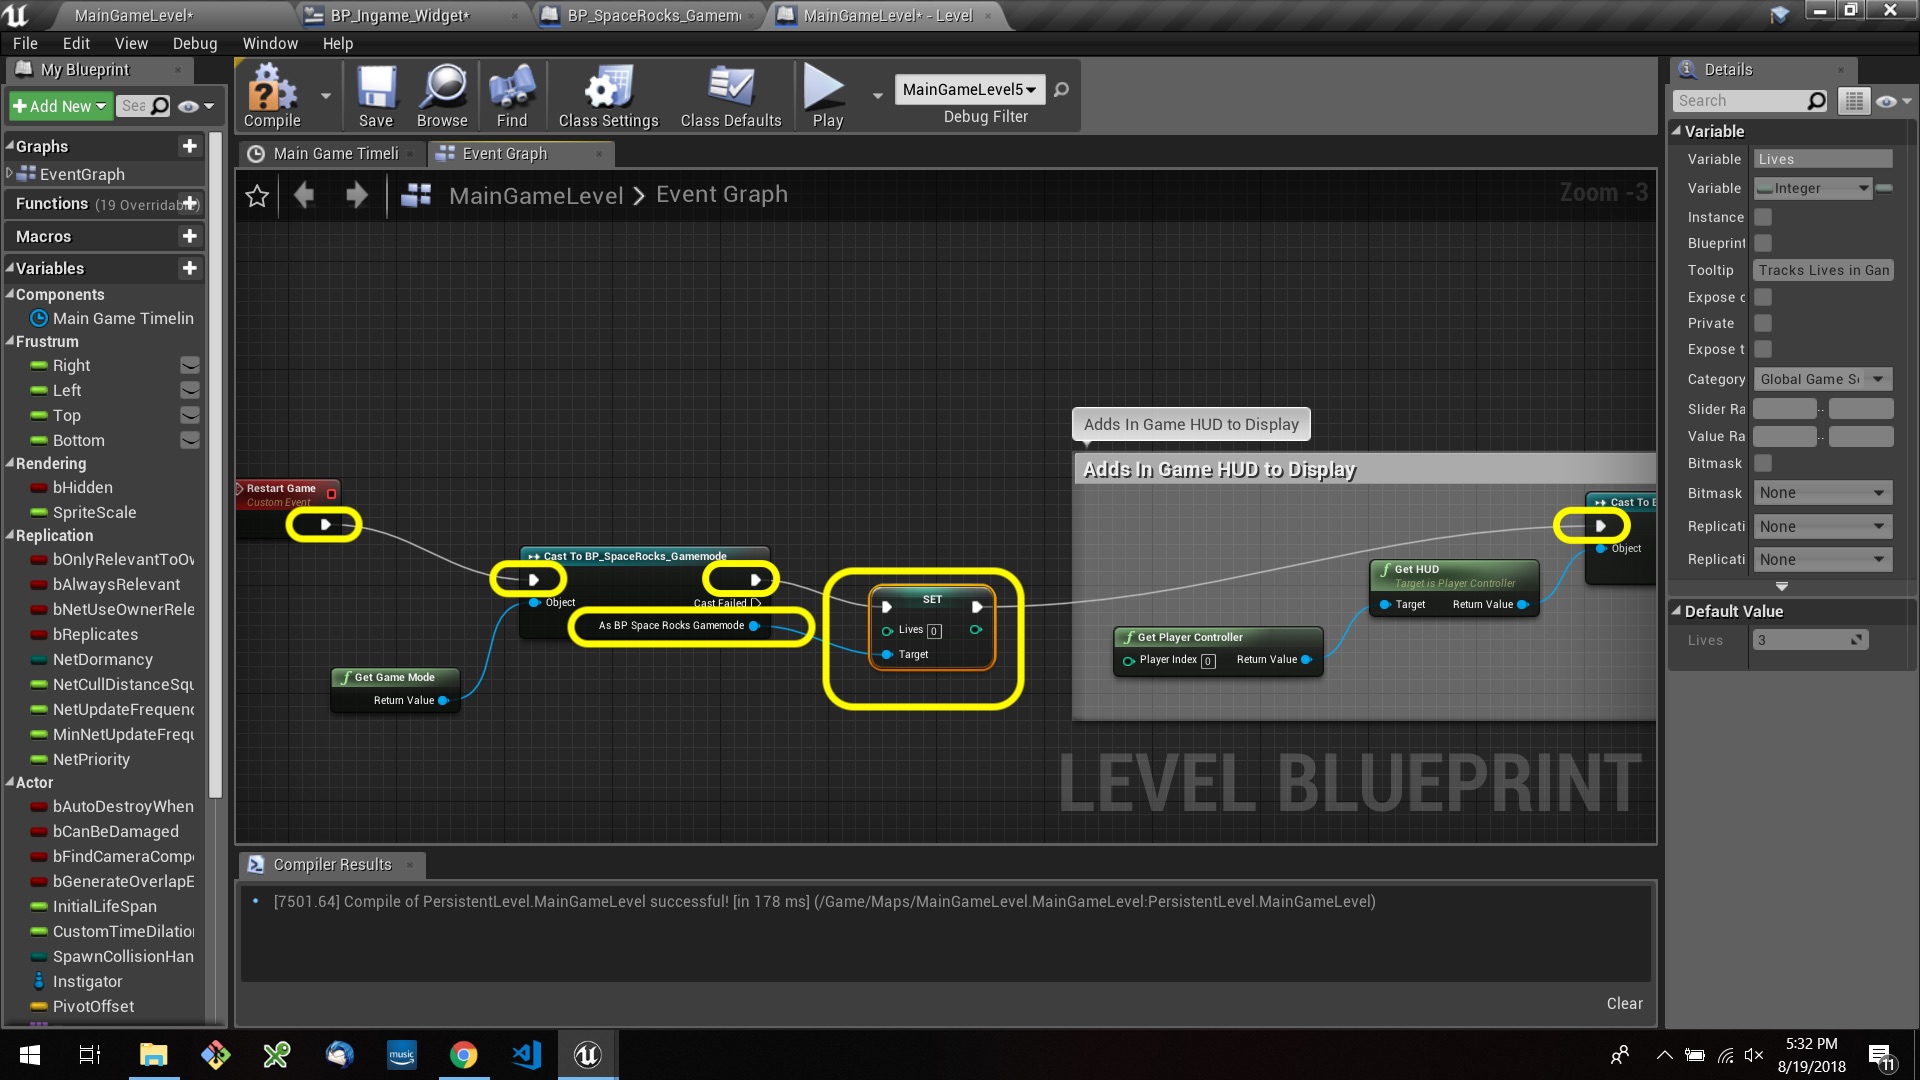 MainGameLevel*
BP_Ingame_Widget*
BP_SpaceRocks_Gamem
MainGameLevel* - Level
File Edit View Debug Window Help
My Blueprint
Add New
Sea
Graphs
EventGraph
Functions (19 Overridable)
Macros
Variables
Components
Main Game Timelin
Frustrum
Right
Left
Top
Bottom
Rendering
bHidden
SpriteScale
Replication
bOnlyRelevantToOw
bAlwaysRelevant
bNetUseOwnerRele
bReplicates
NetDormancy
NetCullDistanceSqu
NetUpdateFrequenc
MinNetUpdateFrequ
NetPriority
Actor
bAutoDestroyWhen
bCanBeDamaged
bFindCameraCompo
bGenerateOverlapE
InitialLifeSpan
CustomTimeDilation
SpawnCollisionHan
Instigator
PivotOffset
Compile
Save
Browse
Find
Class Settings
Class Defaults
Play
MainGameLevel5
Debug Filter
Main Game Timeli
Event Graph
MainGameLevel > Event Graph
Zoom -3
Restart Game
Custom Event
Cast To BP_SpaceRocks_Gamemode
Object
Cast Failed
As BP Space Rocks Gamemode
Get Game Mode
Return Value
SET
Lives 0
Target
Adds In Game HUD to Display
Adds In Game HUD to Display
Get Player Controller
Player Index 0
Return Value
Get HUD
Target is Player Controller
Target
Return Value
Cast To B
Object
LEVEL BLUEPRINT
Compiler Results
[7501.64] Compile of PersistentLevel.MainGameLevel successful! [in 178 ms] (/Game/Maps/MainGameLevel.MainGameLevel:PersistentLevel.MainGameLevel)
Clear
Details
Search
Variable
Variable Lives
Variable Integer
Instance
Blueprint
Tooltip Tracks Lives in Gam
Expose o
Private
Expose t
Category Global Game Se
Slider Ra
Value Ra
Bitmask
Bitmask None
Replicati None
Replicati None
Default Value
Lives 3
music
5:32 PM
8/19/2018
11